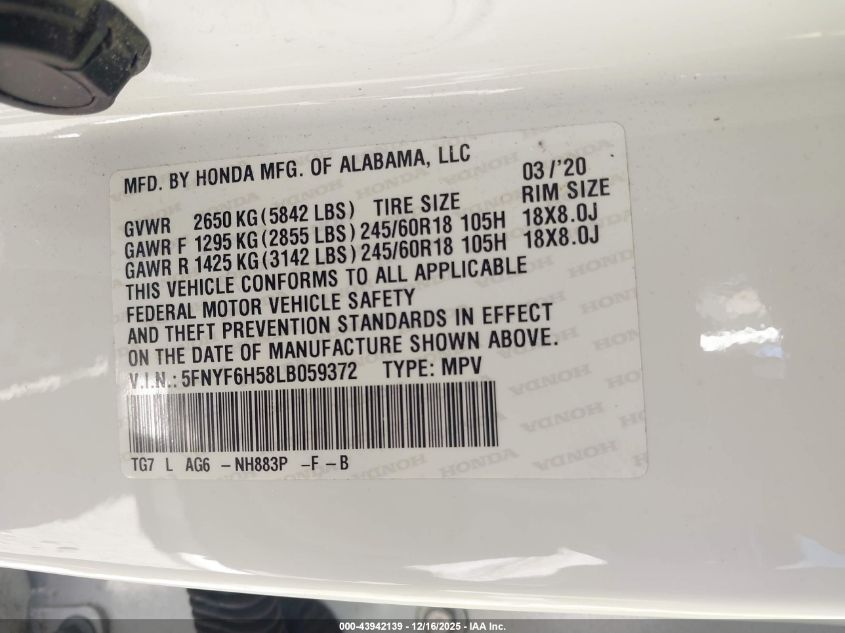 MFD. BY HONDA MFG. OF ALABAMA, LLC 03/'20
GVWR 2650 KG (5842 LBS) TIRE SIZE RIM SIZE
GAWR F 1295 KG (2855 LBS) 245/60R18 105H 18X8.0J
GAWR R 1425 KG (3142 LBS) 245/60R18 105H 18X8.0J
THIS VEHICLE CONFORMS TO ALL APPLICABLE
FEDERAL MOTOR VEHICLE SAFETY
AND THEFT PREVENTION STANDARDS IN EFFECT
ON THE DATE OF MANUFACTURE SHOWN ABOVE.
V.I.N.: 5FNYF6H58LB059372 TYPE: MPV
TG7 L AG6 – NH883P –F –B
000-43942139 – 12/16/2025 – IAA Inc.